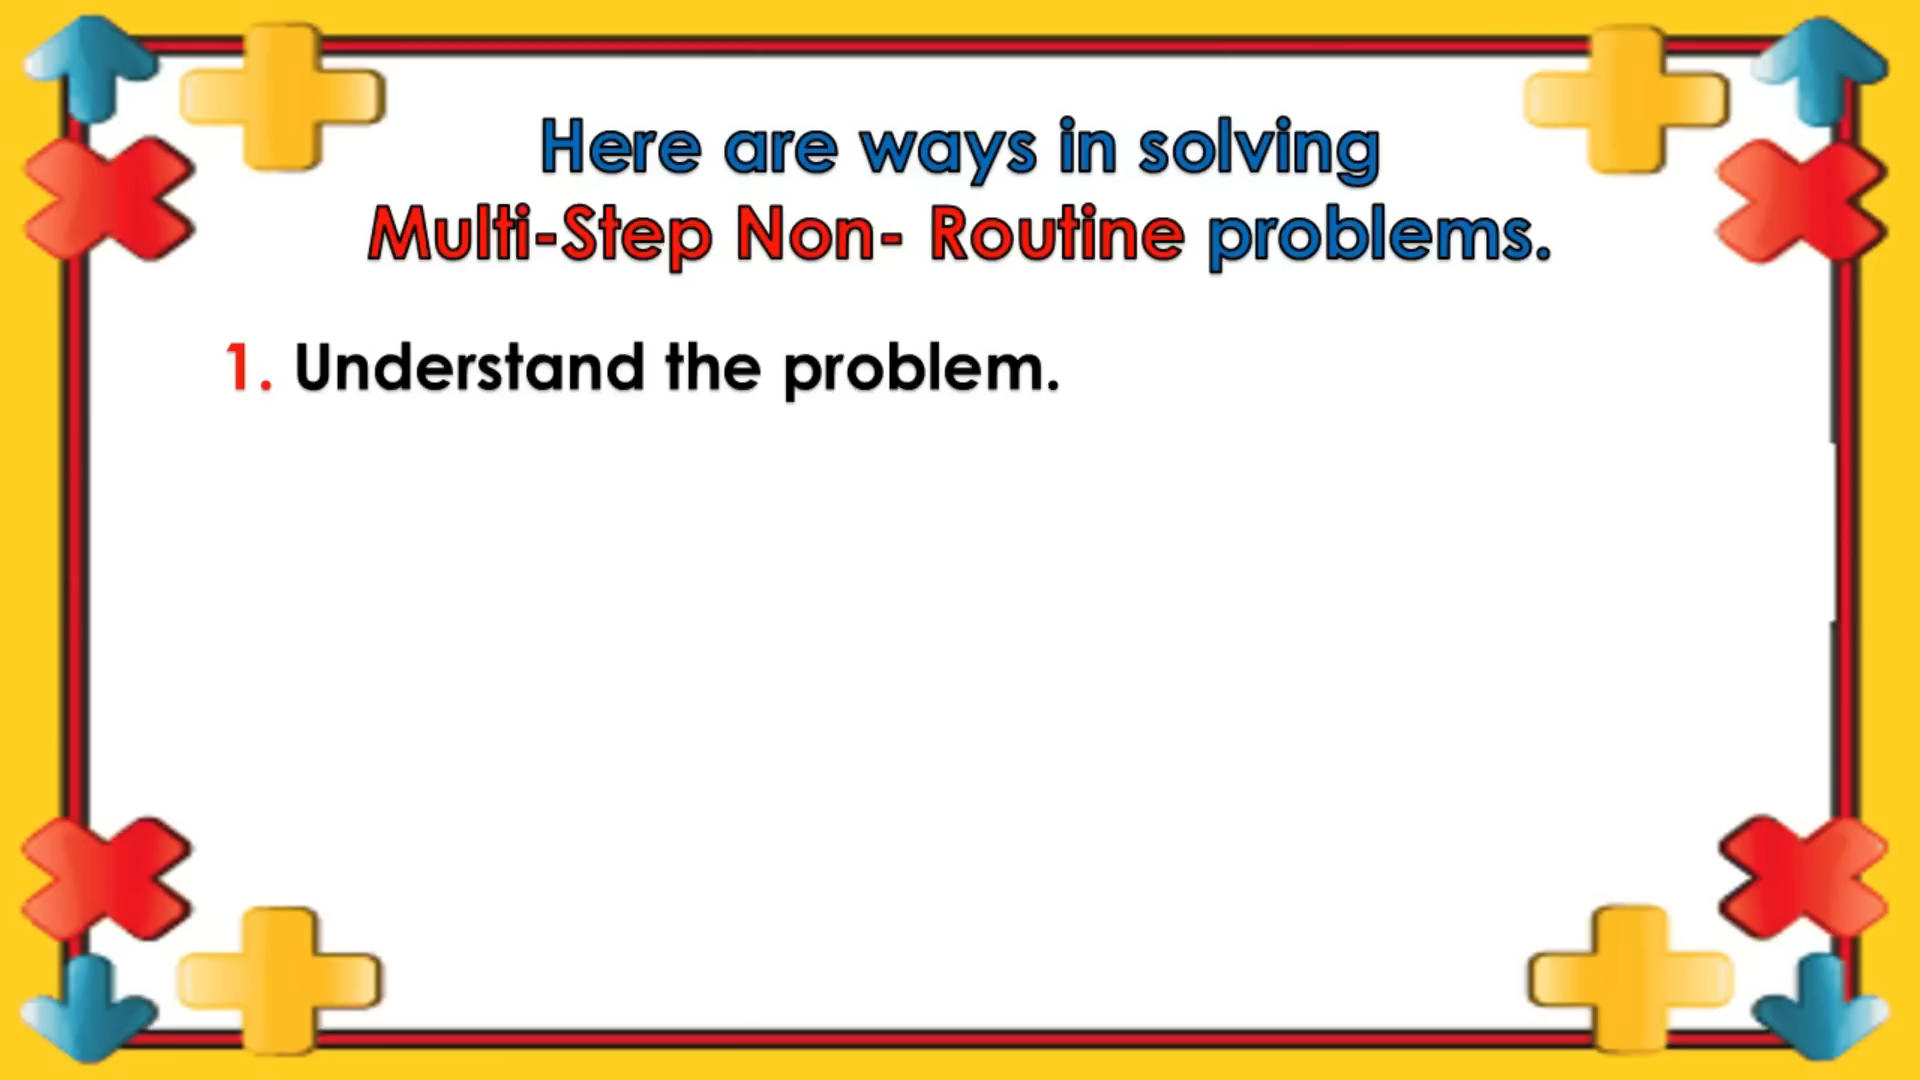 Here are ways in solving
Multi-Step Non- Routine problems.
1. Understand the problem.